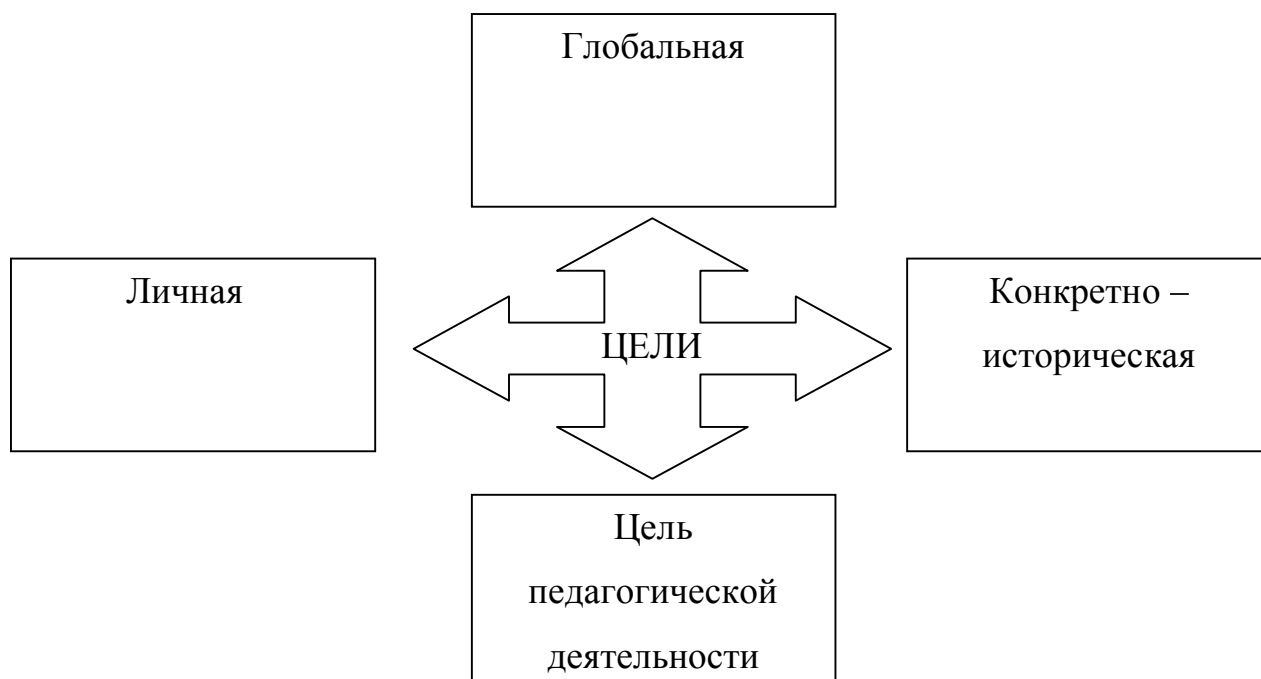 Глобальная
Личная
ЦЕЛИ
Конкретно –
историческая
Цель
педагогической
деятельности